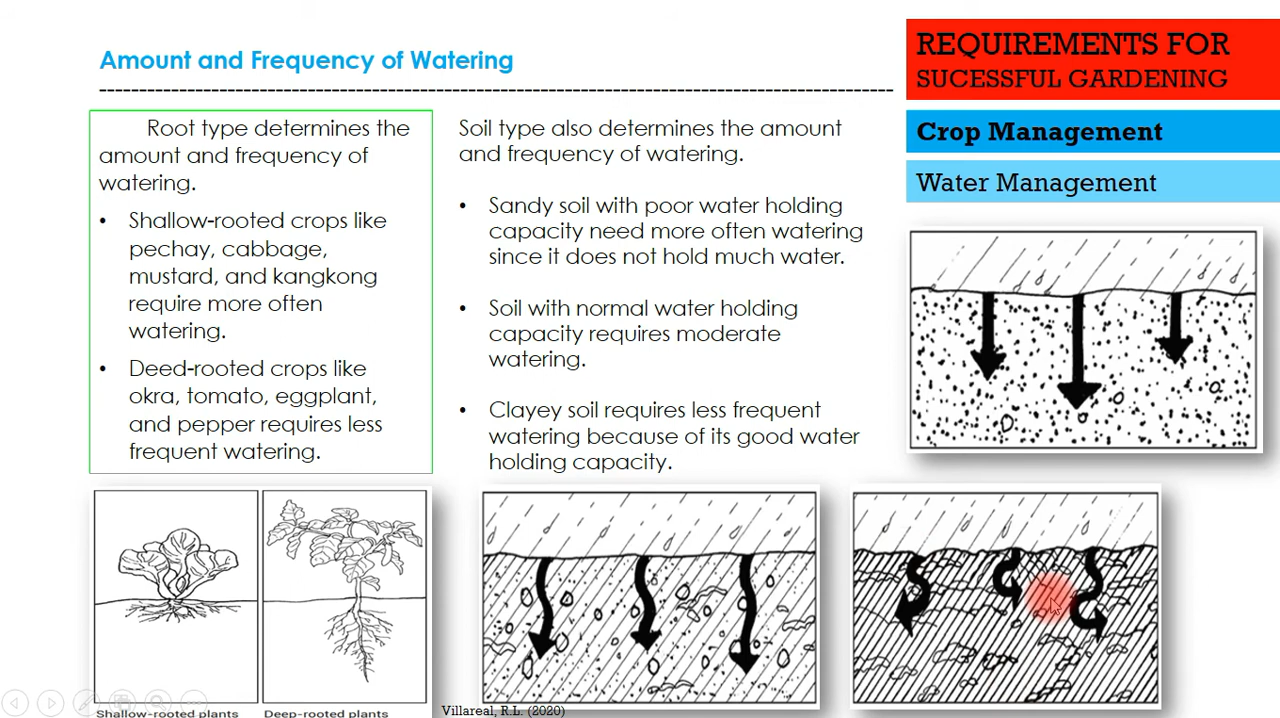 Amount and Frequency of Watering
REQUIREMENTS FOR
SUCESSFUL GARDENING
Crop Management
Water Management
Root type determines the
amount and frequency of
watering.
• Shallow-rooted crops like
pechay, cabbage,
mustard, and kangkong
require more often
watering.
• Deed-rooted crops like
okra, tomato, eggplant,
and pepper requires less
frequent watering.
Soil type also determines the amount
and frequency of watering.
• Sandy soil with poor water holding
capacity need more often watering
since it does not hold much water.
• Soil with normal water holding
capacity requires moderate
watering.
• Clayey soil requires less frequent
watering because of its good water
holding capacity.
Shallow-rooted plants
Deep-rooted plants
Villareal, R.L. (2020)